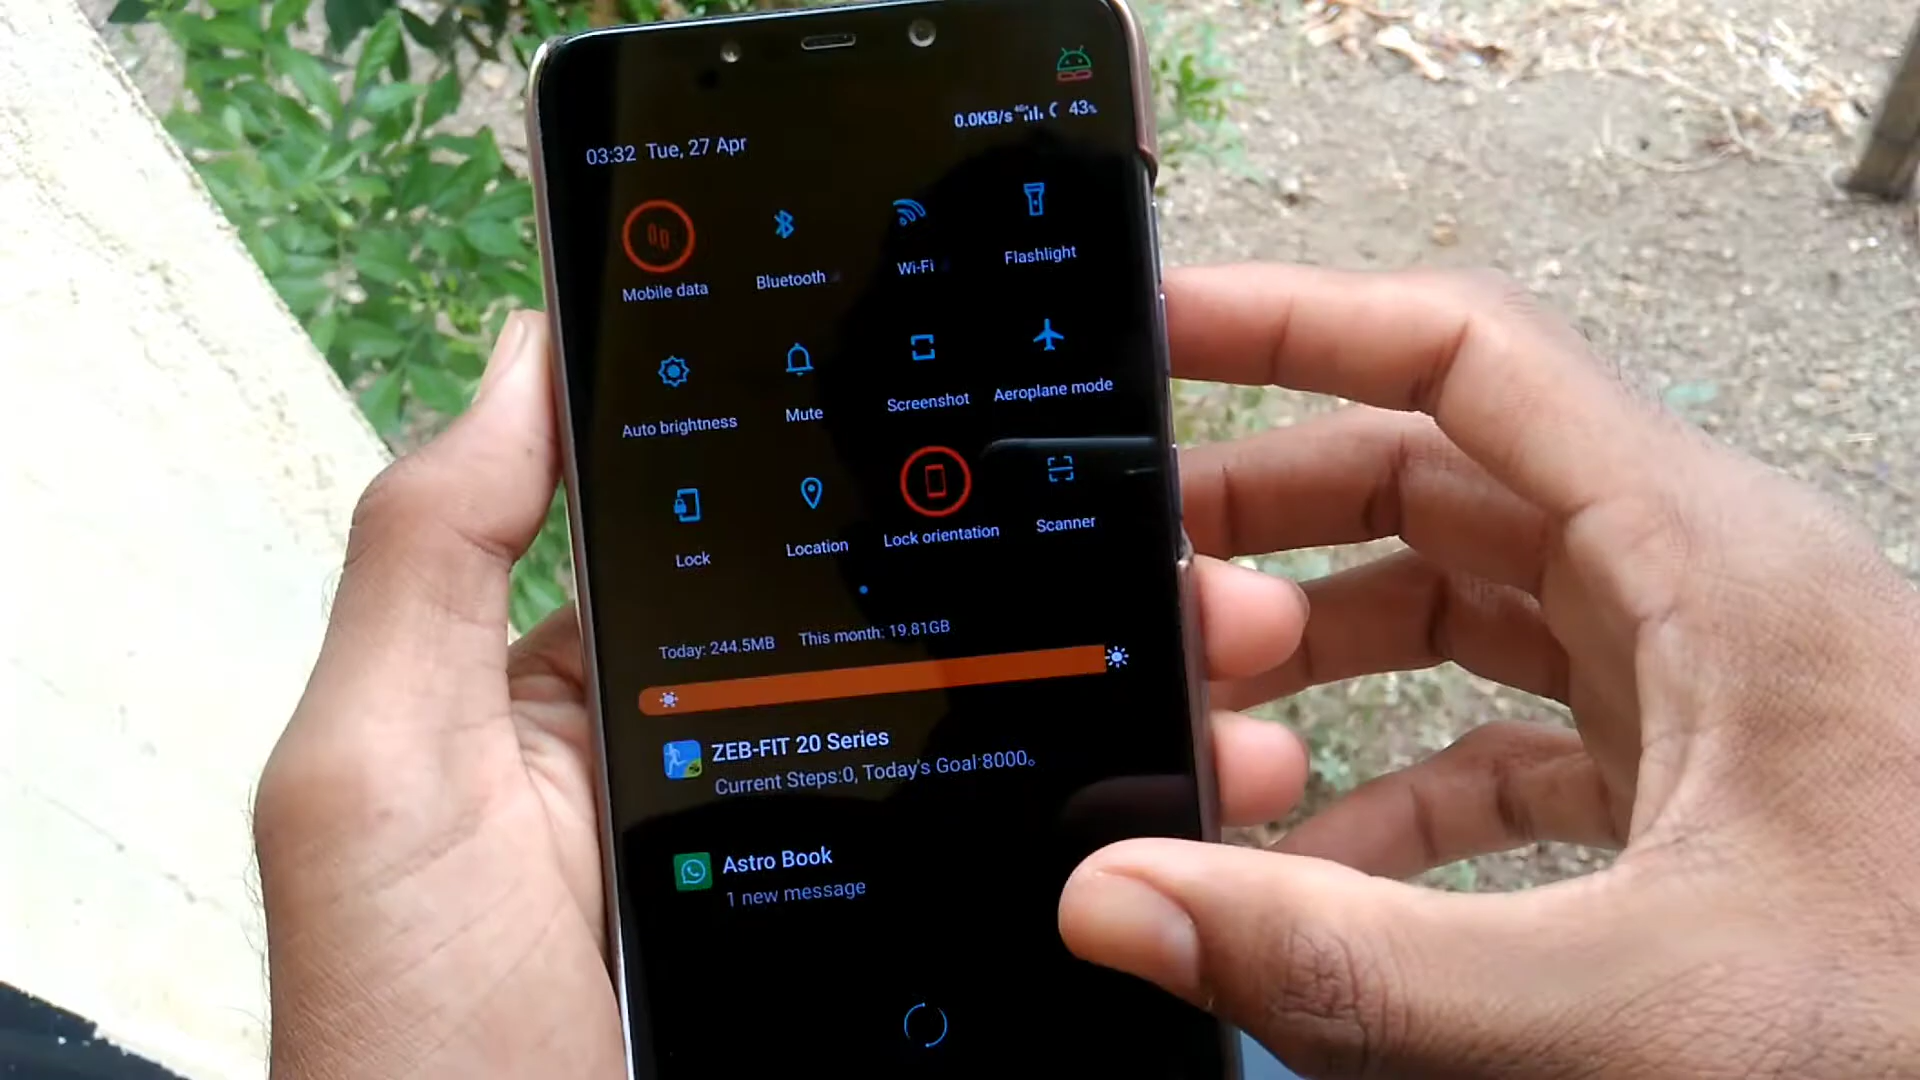 0.0KB/s 4G+ 43%
03:32 Tue, 27 Apr
Mobile data
Bluetooth
Wi-Fi
Flashlight
Auto brightness
Mute
Screenshot
Aeroplane mode
Lock
Location
Lock orientation
Scanner
Today: 244.5MB This month: 19.81GB
ZEB-FIT 20 Series
Current Steps:0, Today's Goal:8000。
Astro Book
1 new message